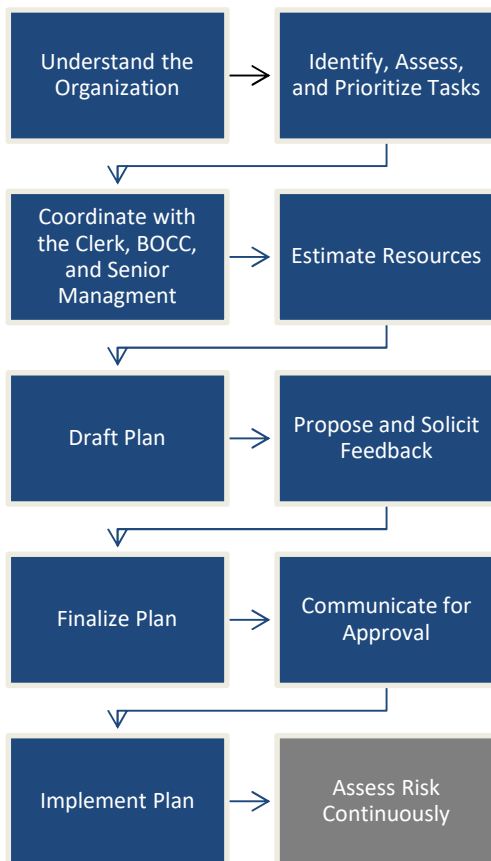 Understand the
Organization
Identify, Assess,
and Prioritize Tasks
Coordinate with
the Clerk, BOCC,
and Senior
Managment
Estimate Resources
Draft Plan
Propose and Solicit
Feedback
Finalize Plan
Communicate for
Approval
Implement Plan
Assess Risk
Continuously